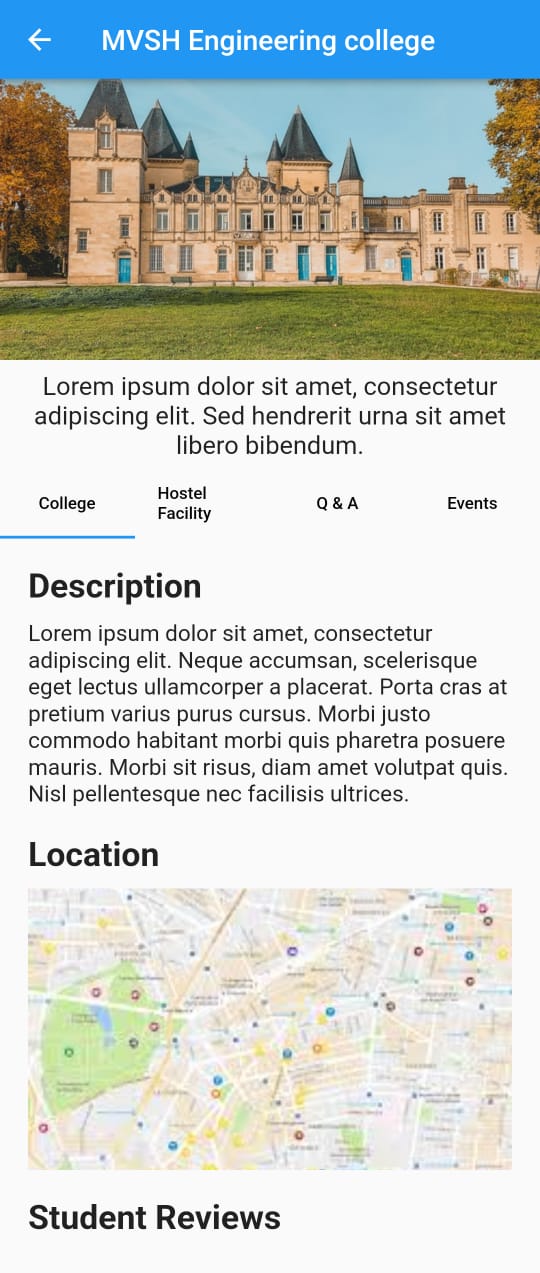 MVSH Engineering college
Lorem ipsum dolor sit amet, consectetur
adipiscing elit. Sed hendrerit urna sit amet
libero bibendum.
College
Hostel
Facility
Q & A
Events
Description
Lorem ipsum dolor sit amet, consectetur
adipiscing elit. Neque accumsan, scelerisque
eget lectus ullamcorper a placerat. Porta cras at
pretium varius purus cursus. Morbi justo
commodo habitant morbi quis pharetra posuere
mauris. Morbi sit risus, diam amet volutpat quis.
Nisl pellentesque nec facilisis ultrices.
Location
Student Reviews